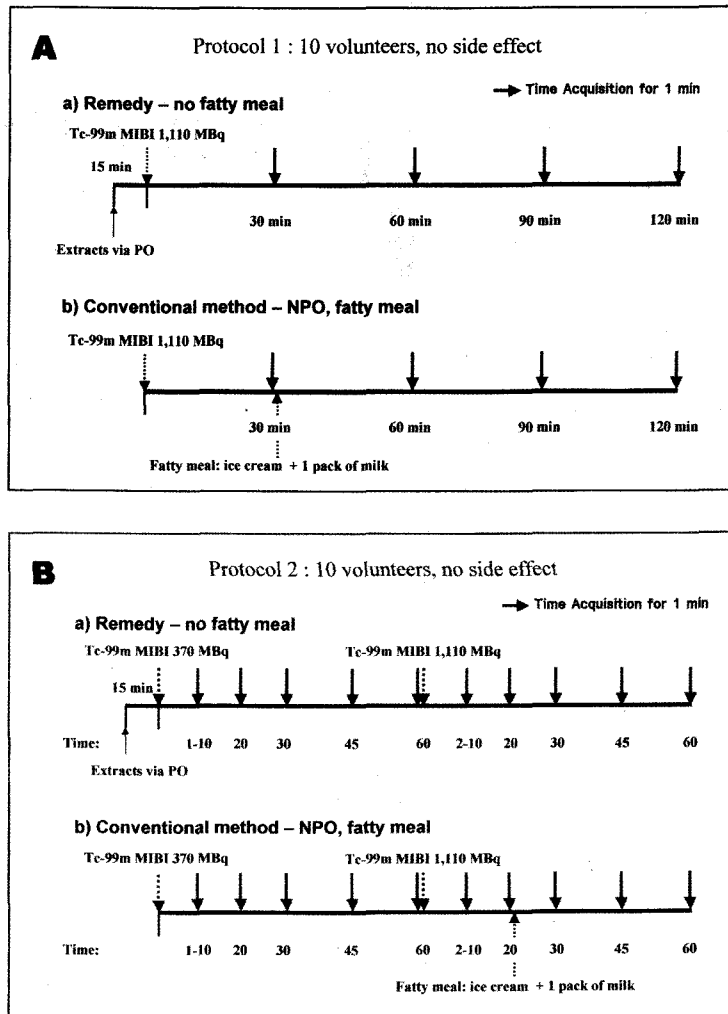 A
Protocol 1 : 10 volunteers, no side effect
Time Acquisition for 1 min
a) Remedy – no fatty meal
Tc-99m MIBI 1,110 MBq
15 min
30 min 60 min 90 min 120 min
Extracts via PO
b) Conventional method – NPO, fatty meal
Tc-99m MIBI 1,110 MBq
30 min 60 min 90 min 120 min
Fatty meal: ice cream + 1 pack of milk
B
Protocol 2 : 10 volunteers, no side effect
Time Acquisition for 1 min
a) Remedy – no fatty meal
Tc-99m MIBI 370 MBq Tc-99m MIBI 1,110 MBq
15 min
Time: 1-10 20 30 45 60 2-10 20 30 45 60
Extracts via PO
b) Conventional method – NPO, fatty meal
Tc-99m MIBI 370 MBq Tc-99m MIBI 1,110 MBq
Time: 1-10 20 30 45 60 2-10 20 30 45 60
Fatty meal: ice cream + 1 pack of milk